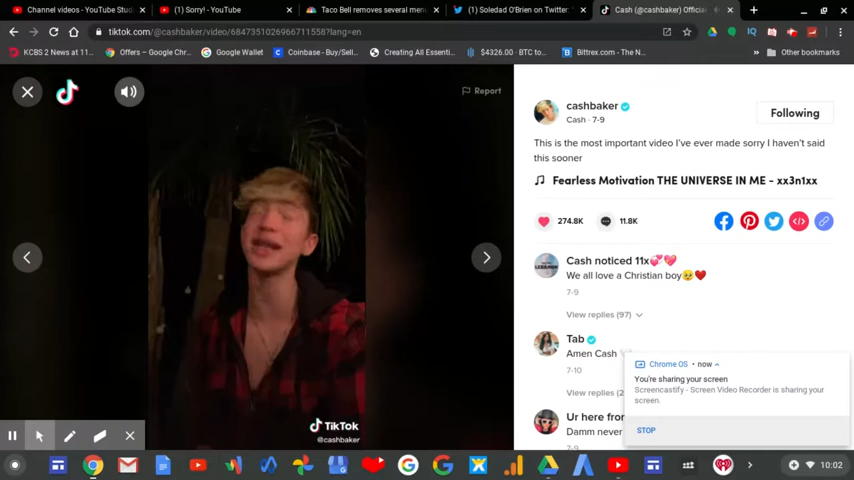 Channel videos - YouTube Stud
(1) Sorry! - YouTube
Taco Bell removes several menu
(1) Soledad O'Brien on Twitter: "
Cash (@cashbaker) Offici
tiktok.com/@cashbaker/video/6847351026966711558?lang=en
KCBS 2 News at 11...
Offers – Google Chr...
Google Wallet
Coinbase - Buy/Sell...
Creating All Essenti...
$4326.00 - BTC to...
Bittrex.com - The N...
Other bookmarks
Report
cashbaker
Cash · 7-9
Following
This is the most important video I've ever made sorry I haven't said
this sooner
Fearless Motivation THE UNIVERSE IN ME - xx3n1xx
274.8K
11.8K
Cash noticed 11x💞💖
We all love a Christian boy🥺❤️
7-9
View replies (97)
Tab
Amen Cash
7-10
View replies (2
Ur here from
Damm never
7-9
Chrome OS • now
You're sharing your screen
Screencastify - Screen Video Recorder is sharing your
screen.
STOP
TikTok
@cashbaker
10:02